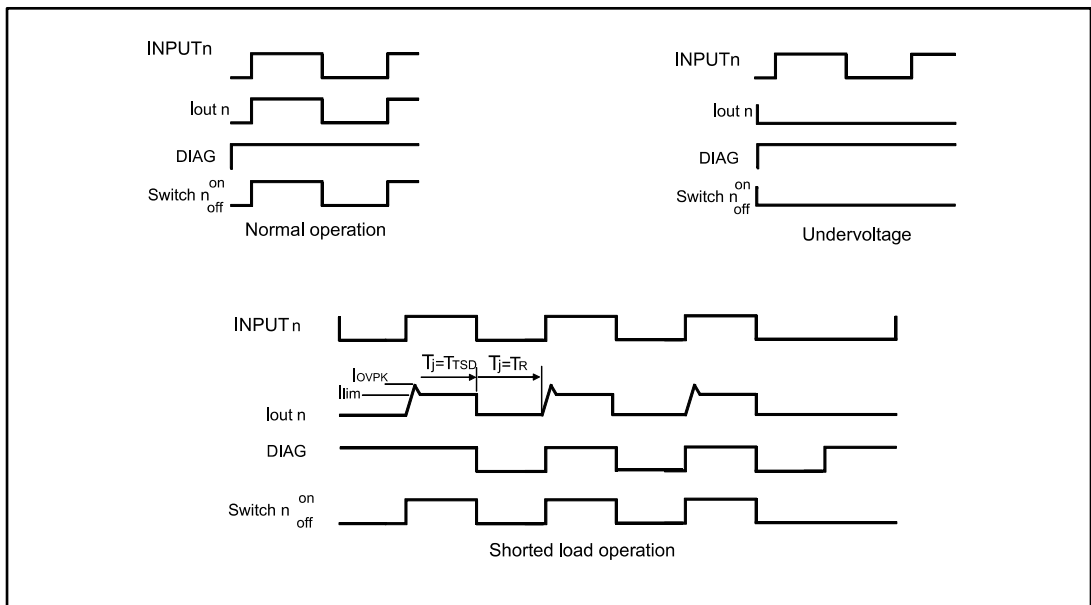 INPUTn
Iout n
DIAG
Switch n on off
Normal operation
INPUTn
Iout n
DIAG
Switch n on off
Undervoltage
INPUT n
Tj=TTSD Tj=TR
IOVPK
Ilim
Iout n
DIAG
Switch n on off
Shorted load operation